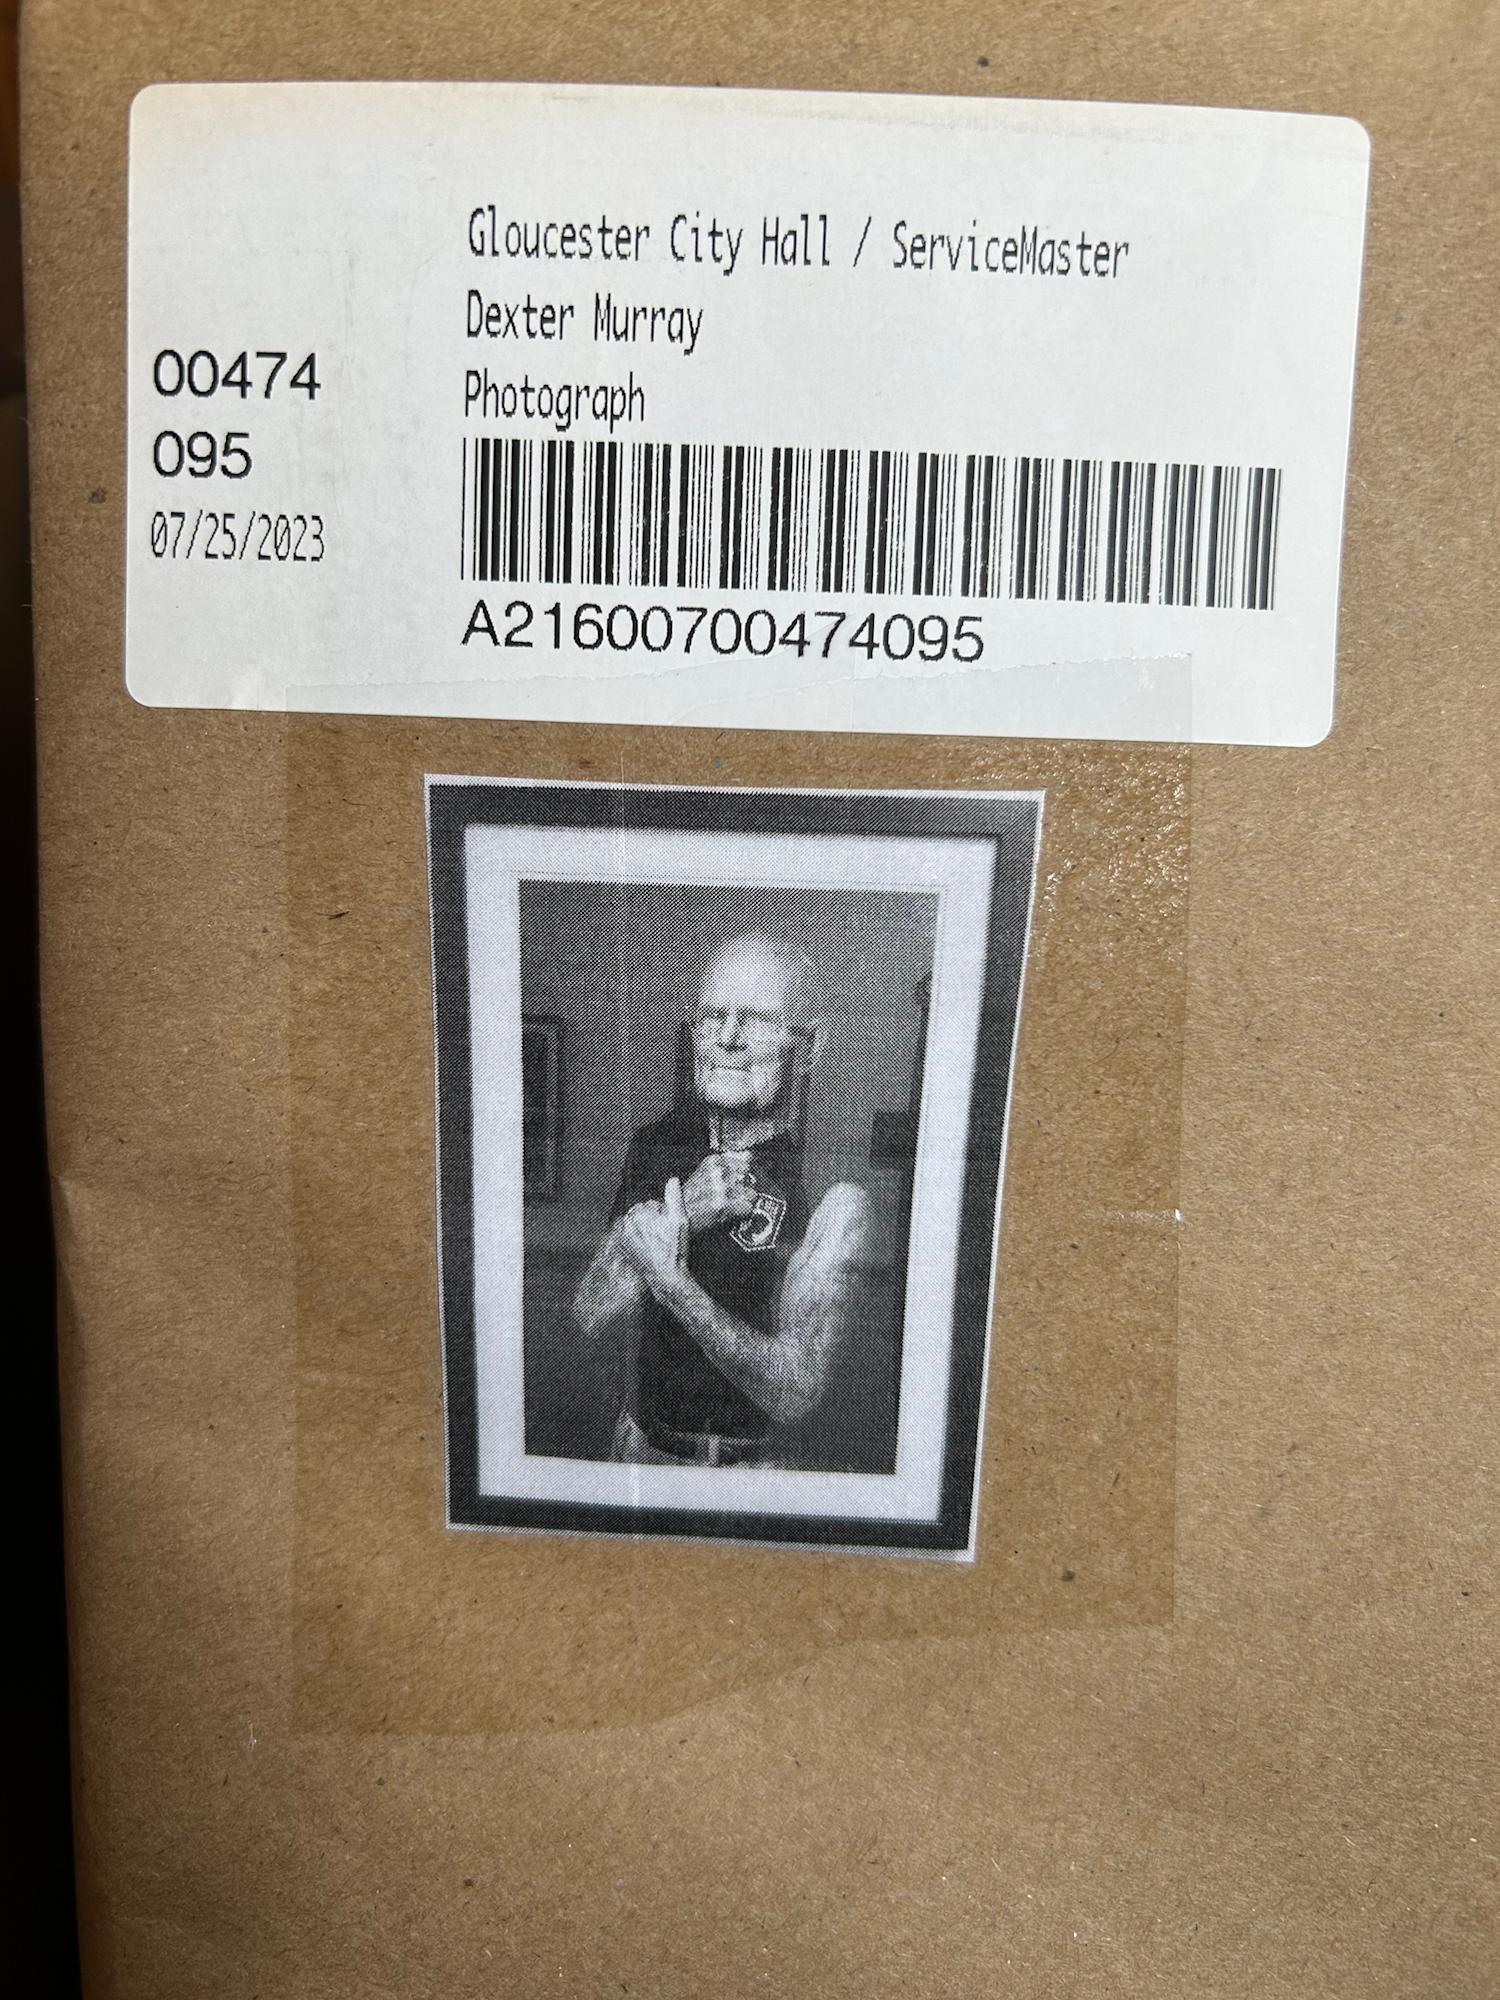 Gloucester City Hall / ServiceMaster
Dexter Murray
Photograph
00474
095
07/25/2023
A21600700474095